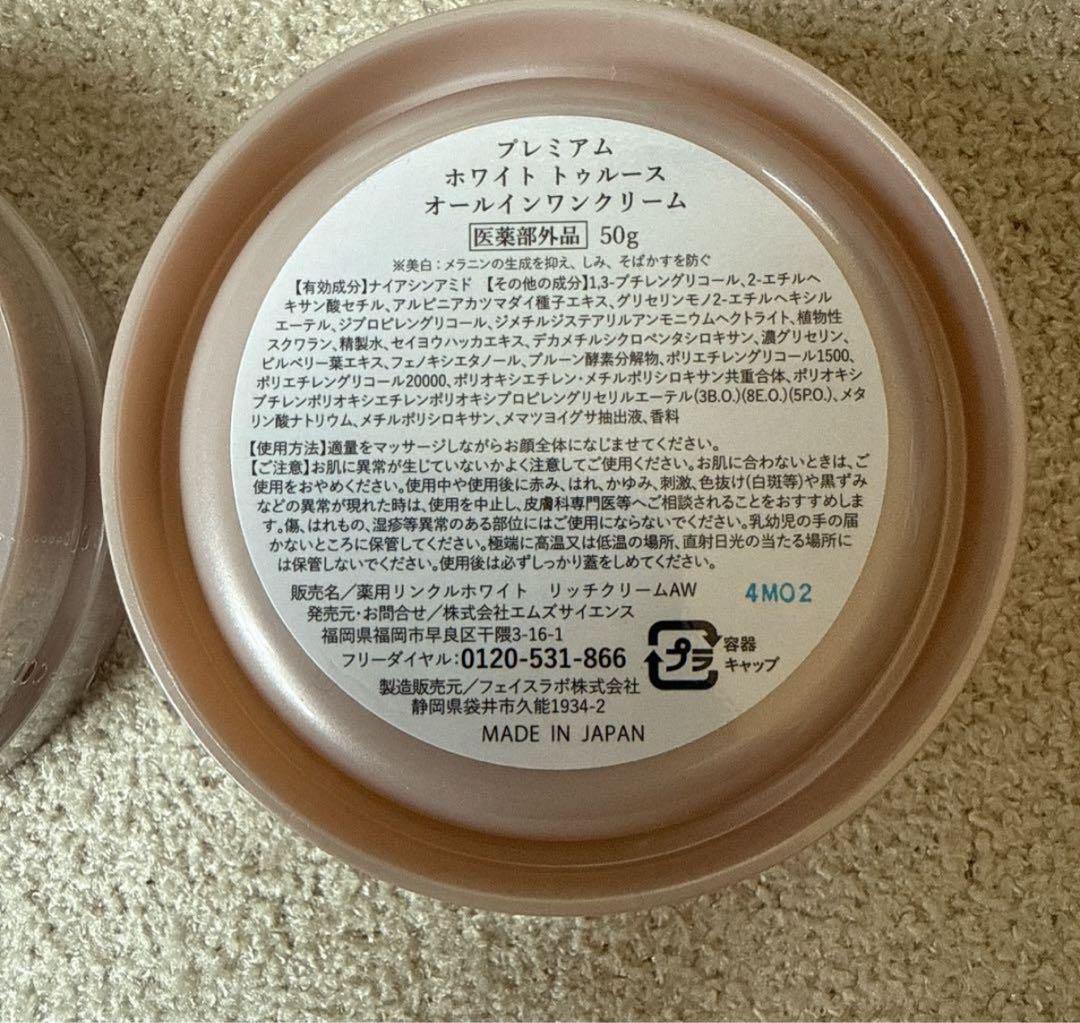 プレミアム
ホワイト トゥルース
オールインワンクリーム
医薬部外品 50g
※美白：メラニンの生成を抑え、しみ、そばかすを防ぐ
【有効成分】ナイアシンアミド 【その他の成分】1,3-ブチレングリコール、2-エチルヘ
キサン酸セチル、アルピニアカツマダイ種子エキス、グリセリンモノ2-エチルヘキシル
エーテル、ジプロピレングリコール、ジメチルジステアリルアンモニウムヘクトライト、植物性
スクワラン、精製水、セイヨウハッカエキス、デカメチルシクロペンタシロキサン、濃グリセリン、
ビルベリー葉エキス、フェノキシエタノール、プルーン酵素分解物、ポリエチレングリコール1500、
ポリエチレングリコール20000、ポリオキシエチレン・メチルポリシロキサン共重合体、ポリオキシ
ブチレンポリオキシエチレンポリオキシプロピレングリセリルエーテル(3B.O.)(8E.O.)(5P.O.)、メタ
リン酸ナトリウム、メチルポリシロキサン、メマツヨイグサ抽出液、香料
【使用方法】適量をマッサージしながらお顔全体になじませてください。
【ご注意】お肌に異常が生じていないかよく注意してご使用ください。お肌に合わないときは、ご
使用をおやめください。使用中や使用後に赤み、はれ、かゆみ、刺激、色抜け(白斑等)や黒ずみ
などの異常が現れた時は、使用を中止し、皮膚科専門医等へご相談されることをおすすめしま
す。傷、はれもの、湿疹等異常のある部位にはご使用にならないでください。乳幼児の手の届
かないところに保管してください。極端に高温又は低温の場所、直射日光の当たる場所に
は保管しないでください。使用後は必ずしっかり蓋をしめてください。
販売名／薬用リンクルホワイト リッチクリームAW 4MO2
発売元・お問合せ／株式会社エムズサイエンス
福岡県福岡市早良区干隈3-16-1
フリーダイヤル：0120-531-866
プラ 容器
キャップ
製造販売元／フェイスラボ株式会社
静岡県袋井市久能1934-2
MADE IN JAPAN